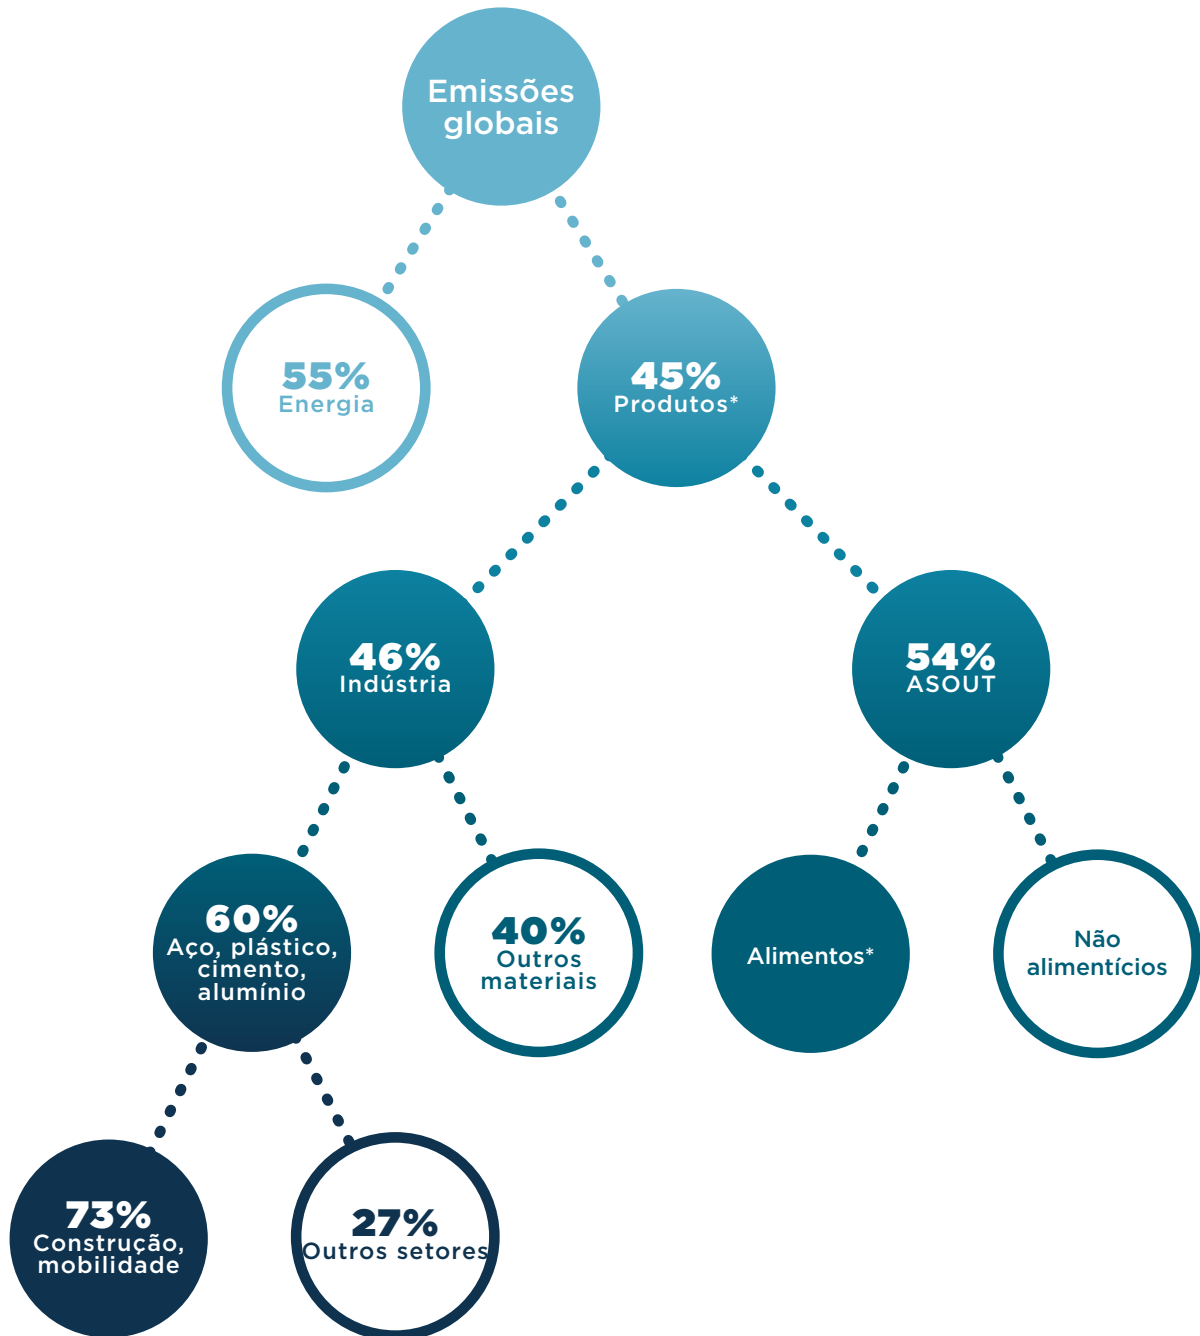 Emissões
globais
55%
Energia
45%
Produtos*
46%
Indústria
54%
ASOUT
60%
Aço, plástico,
cimento,
alumínio
40%
Outros
materiais
Alimentos*
Não
alimentícios
73%
Construção,
mobilidade
27%
Outros setores